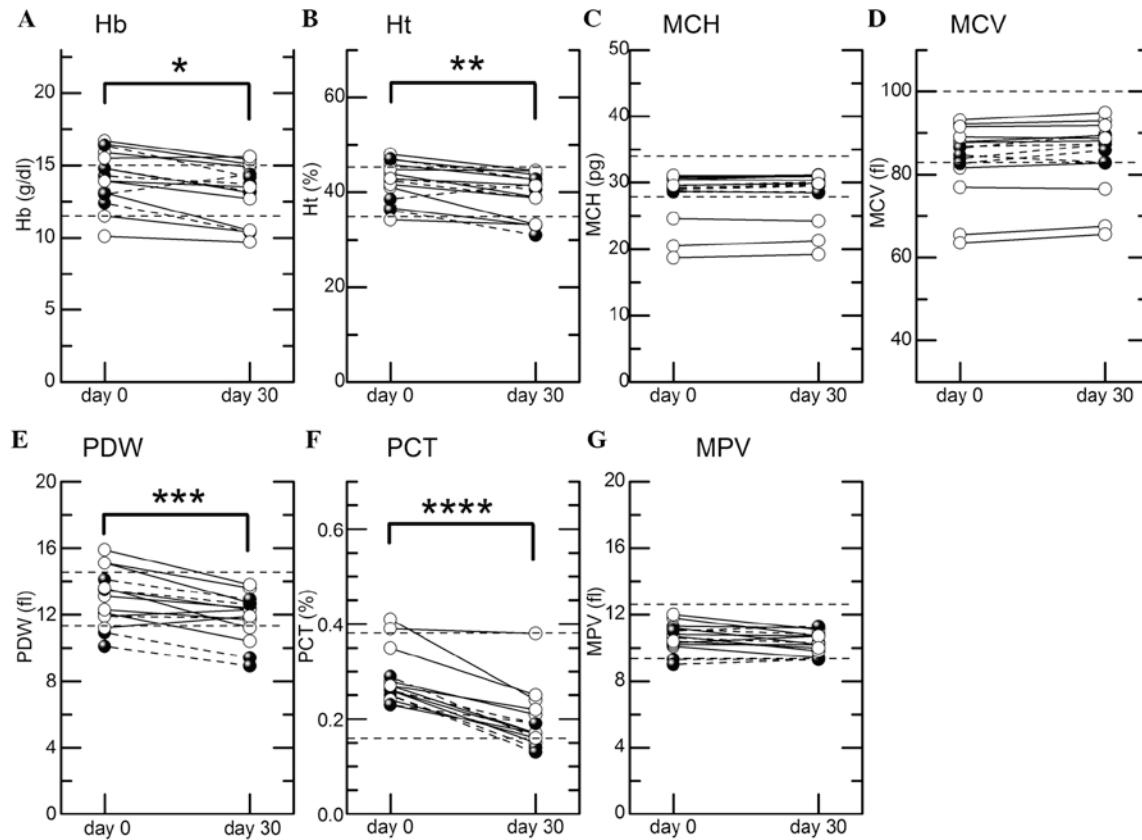 A Hb
Hb (g/dl)
20
15
10
5
0
*
day 0 day 30
B Ht
Ht (%)
60
40
20
0
**
day 0 day 30
C MCH
MCH (pg)
50
40
30
20
10
0
day 0 day 30
D MCV
MCV (fl)
100
80
60
40
day 0 day 30
E PDW
PDW (fl)
20
16
12
8
4
0
***
day 0 day 30
F PCT
PCT (%)
0.6
0.4
0.2
0.0
****
day 0 day 30
G MPV
MPV (fl)
20
16
12
8
4
0
day 0 day 30